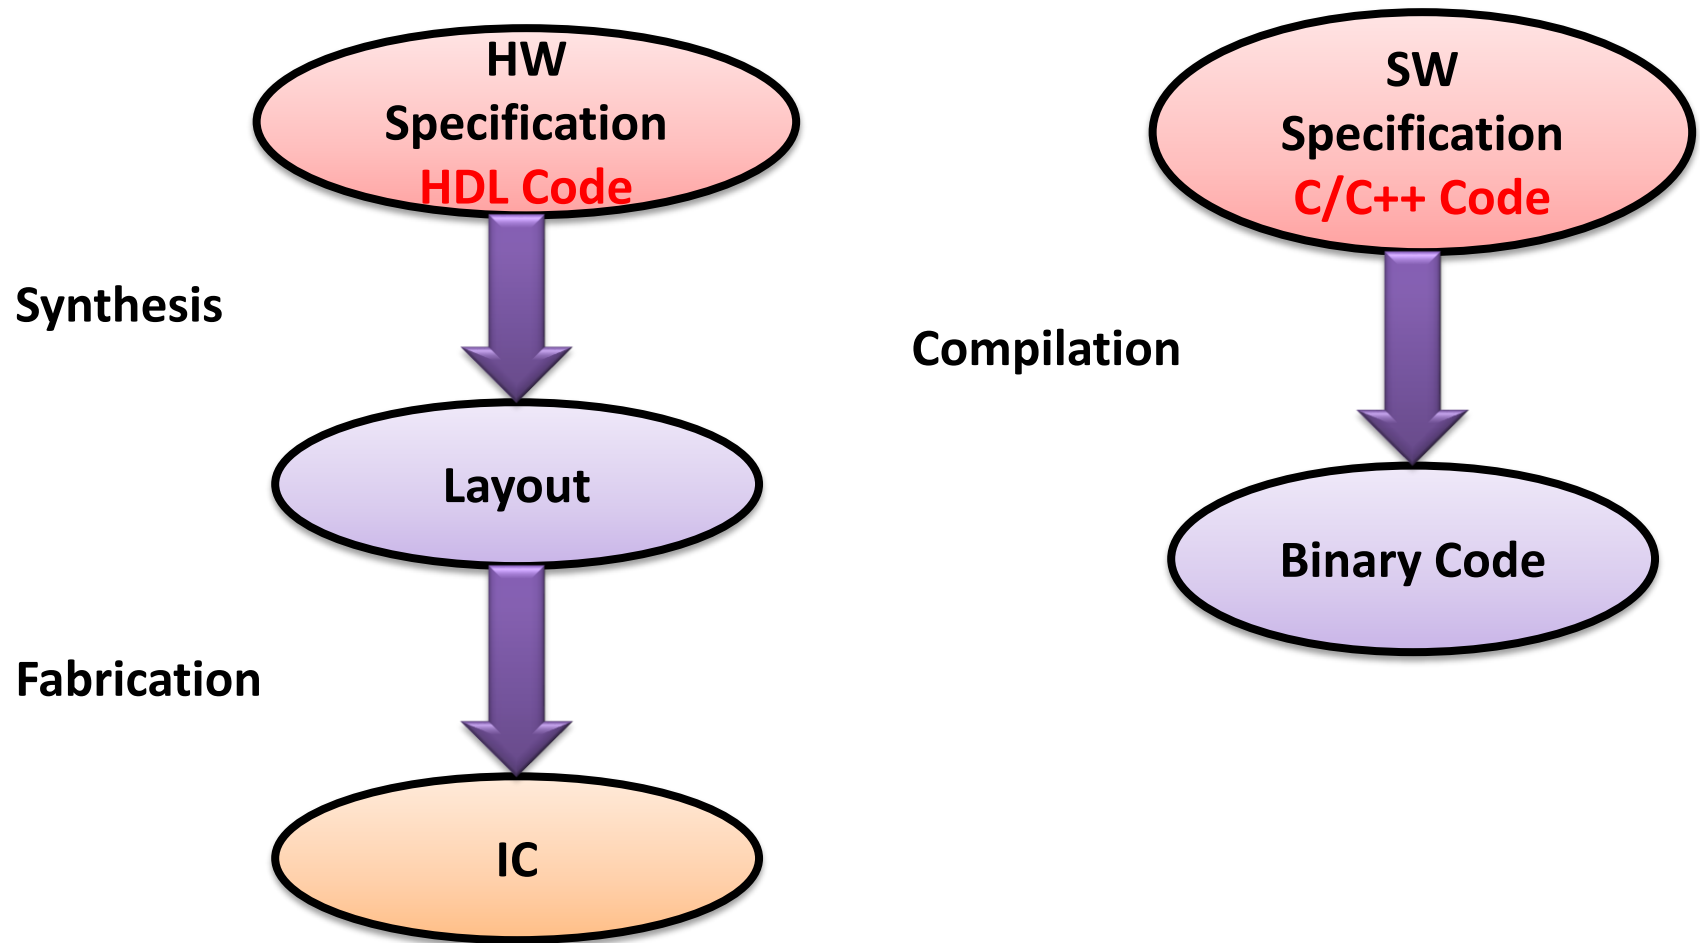 HW
Specification
HDL Code
Synthesis
Layout
Fabrication
IC
SW
Specification
C/C++ Code
Compilation
Binary Code